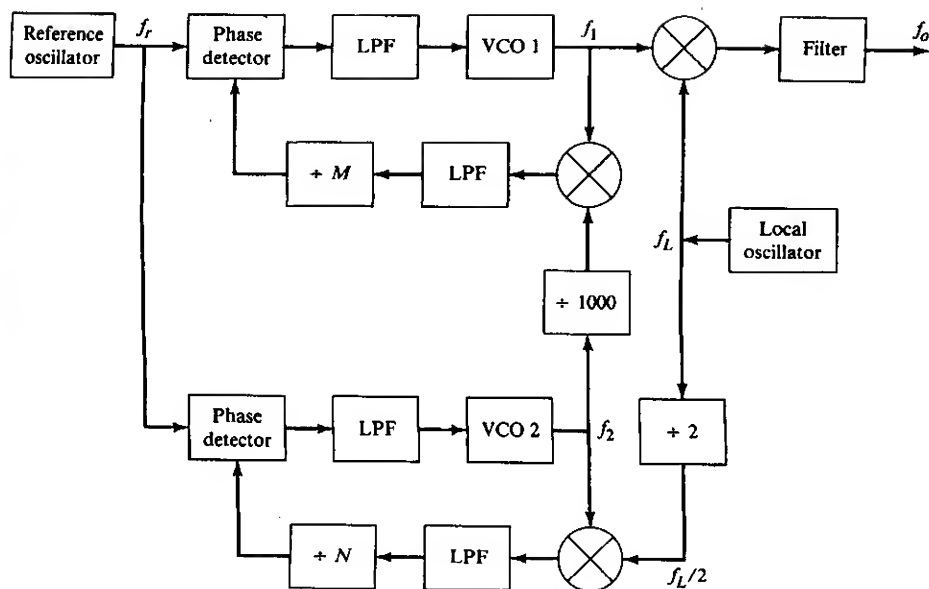 Reference
oscillator
f_r
Phase
detector
LPF
VCO 1
f_1
Filter
f_o
÷ M
LPF
f_L
Local
oscillator
÷ 1000
Phase
detector
LPF
VCO 2
f_2
÷ 2
÷ N
LPF
f_L/2